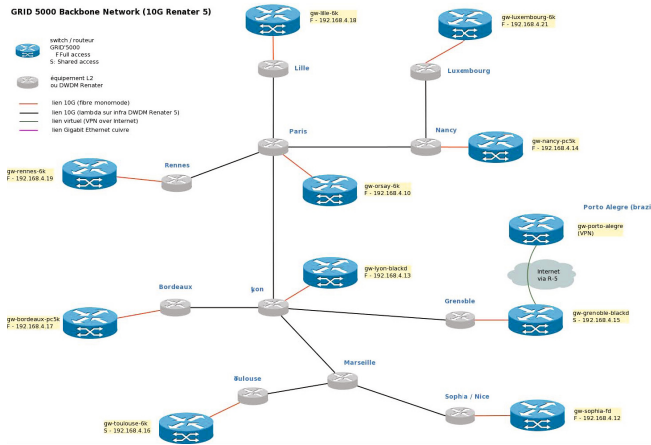 GRID 5000 Backbone Network (10G Renater 5)
switch / routeur
GRID'5000
F Full access
S: Shared access
équipement L2
ou DWDM Renater
lien 10G (fibre monomode)
lien 10G (lambda sur infra DWDM Renater 5)
lien virtuel (VPN over Internet)
lien Gigabit Ethernet cuivre
gw-lille-6k
F - 192.168.4.18
Lille
gw-luxembourg-6k
F - 192.168.4.21
Luxembourg
Paris
Nancy
gw-nancy-pc5k
F - 192.168.4.14
Rennes
gw-rennes-6k
F - 192.168.4.19
gw-orsay-6k
F - 192.168.4.10
Porto Alegre (brazi
gw-porto-alegre
(VPN)
Internet
via R-5
gw-lyon-blackd
F - 192.168.4.13
Bordeaux
Lyon
Grenoble
gw-bordeaux-pc5k
F - 192.168.4.17
gw-grenoble-blackd
S - 192.168.4.15
Marseille
Toulouse
Sophia / Nice
gw-toulouse-6k
S - 192.168.4.16
gw-sophia-fd
F - 192.168.4.12